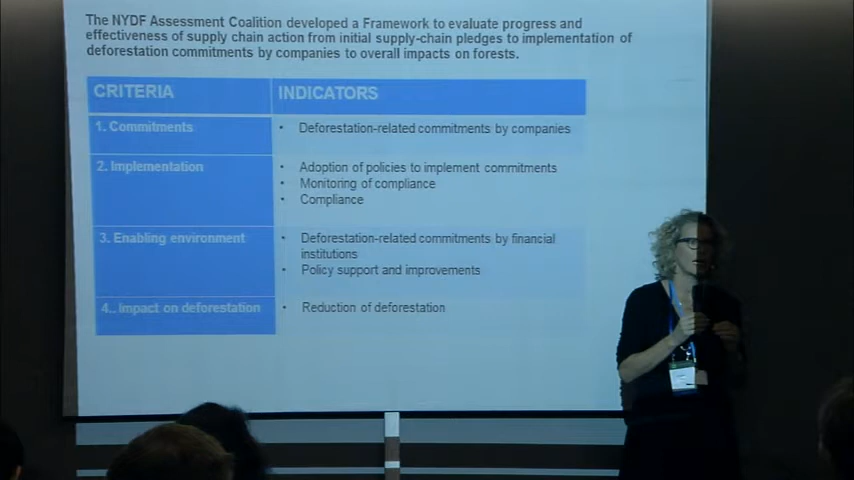 The NYDF Assessment Coalition developed a Framework to evaluate progress and
effectiveness of supply chain action from initial supply-chain pledges to implementation of
deforestation commitments by companies to overall impacts on forests.
CRITERIA
INDICATORS
1. Commitments
• Deforestation-related commitments by companies
2. Implementation
• Adoption of policies to implement commitments
• Monitoring of compliance
• Compliance
3. Enabling environment
• Deforestation-related commitments by financial
institutions
• Policy support and improvements
4.. Impact on deforestation
• Reduction of deforestation